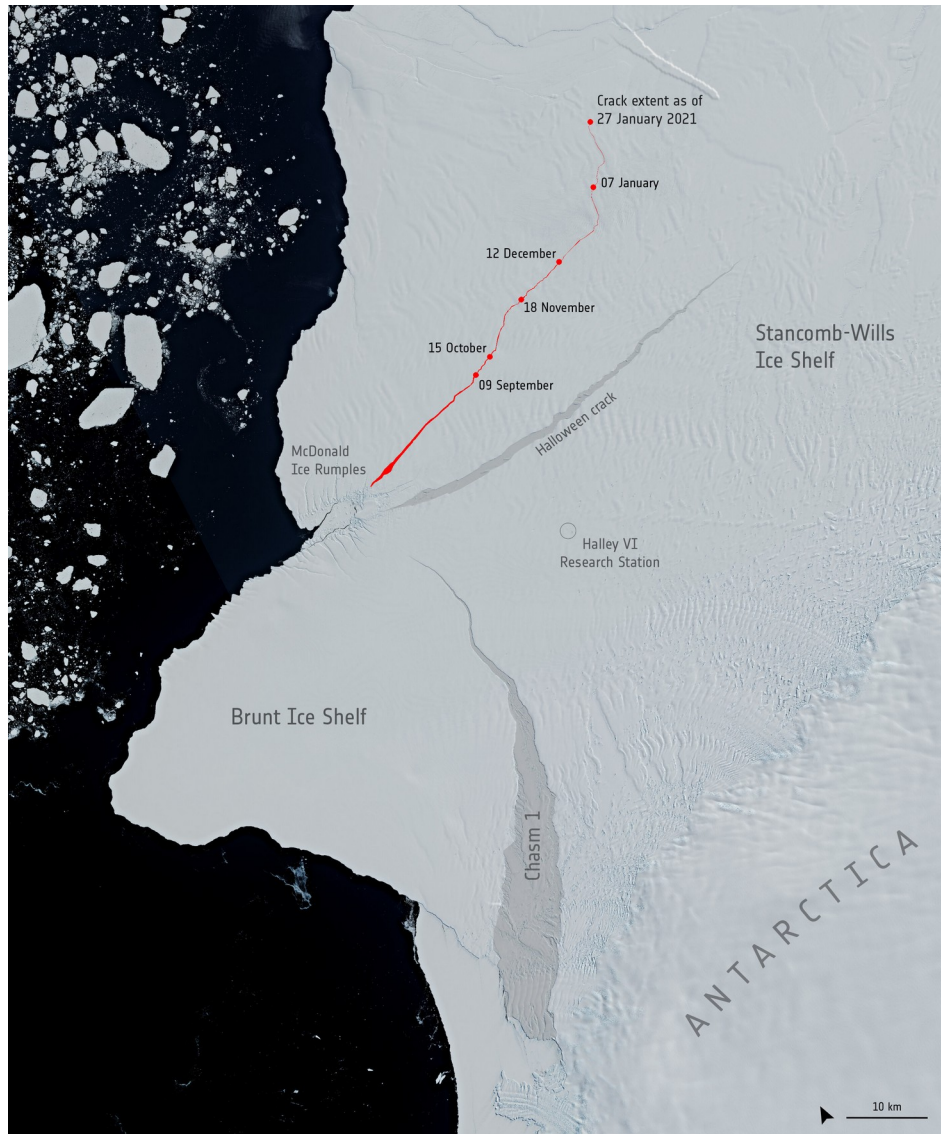 Crack extent as of
27 January 2021
07 January
12 December
18 November
Stancomb-Wills
Ice Shelf
15 October
09 September
Halloween crack
McDonald
Ice Rumples
Halley VI
Research Station
Brunt Ice Shelf
Chasm 1
ANTARCTICA
10 km